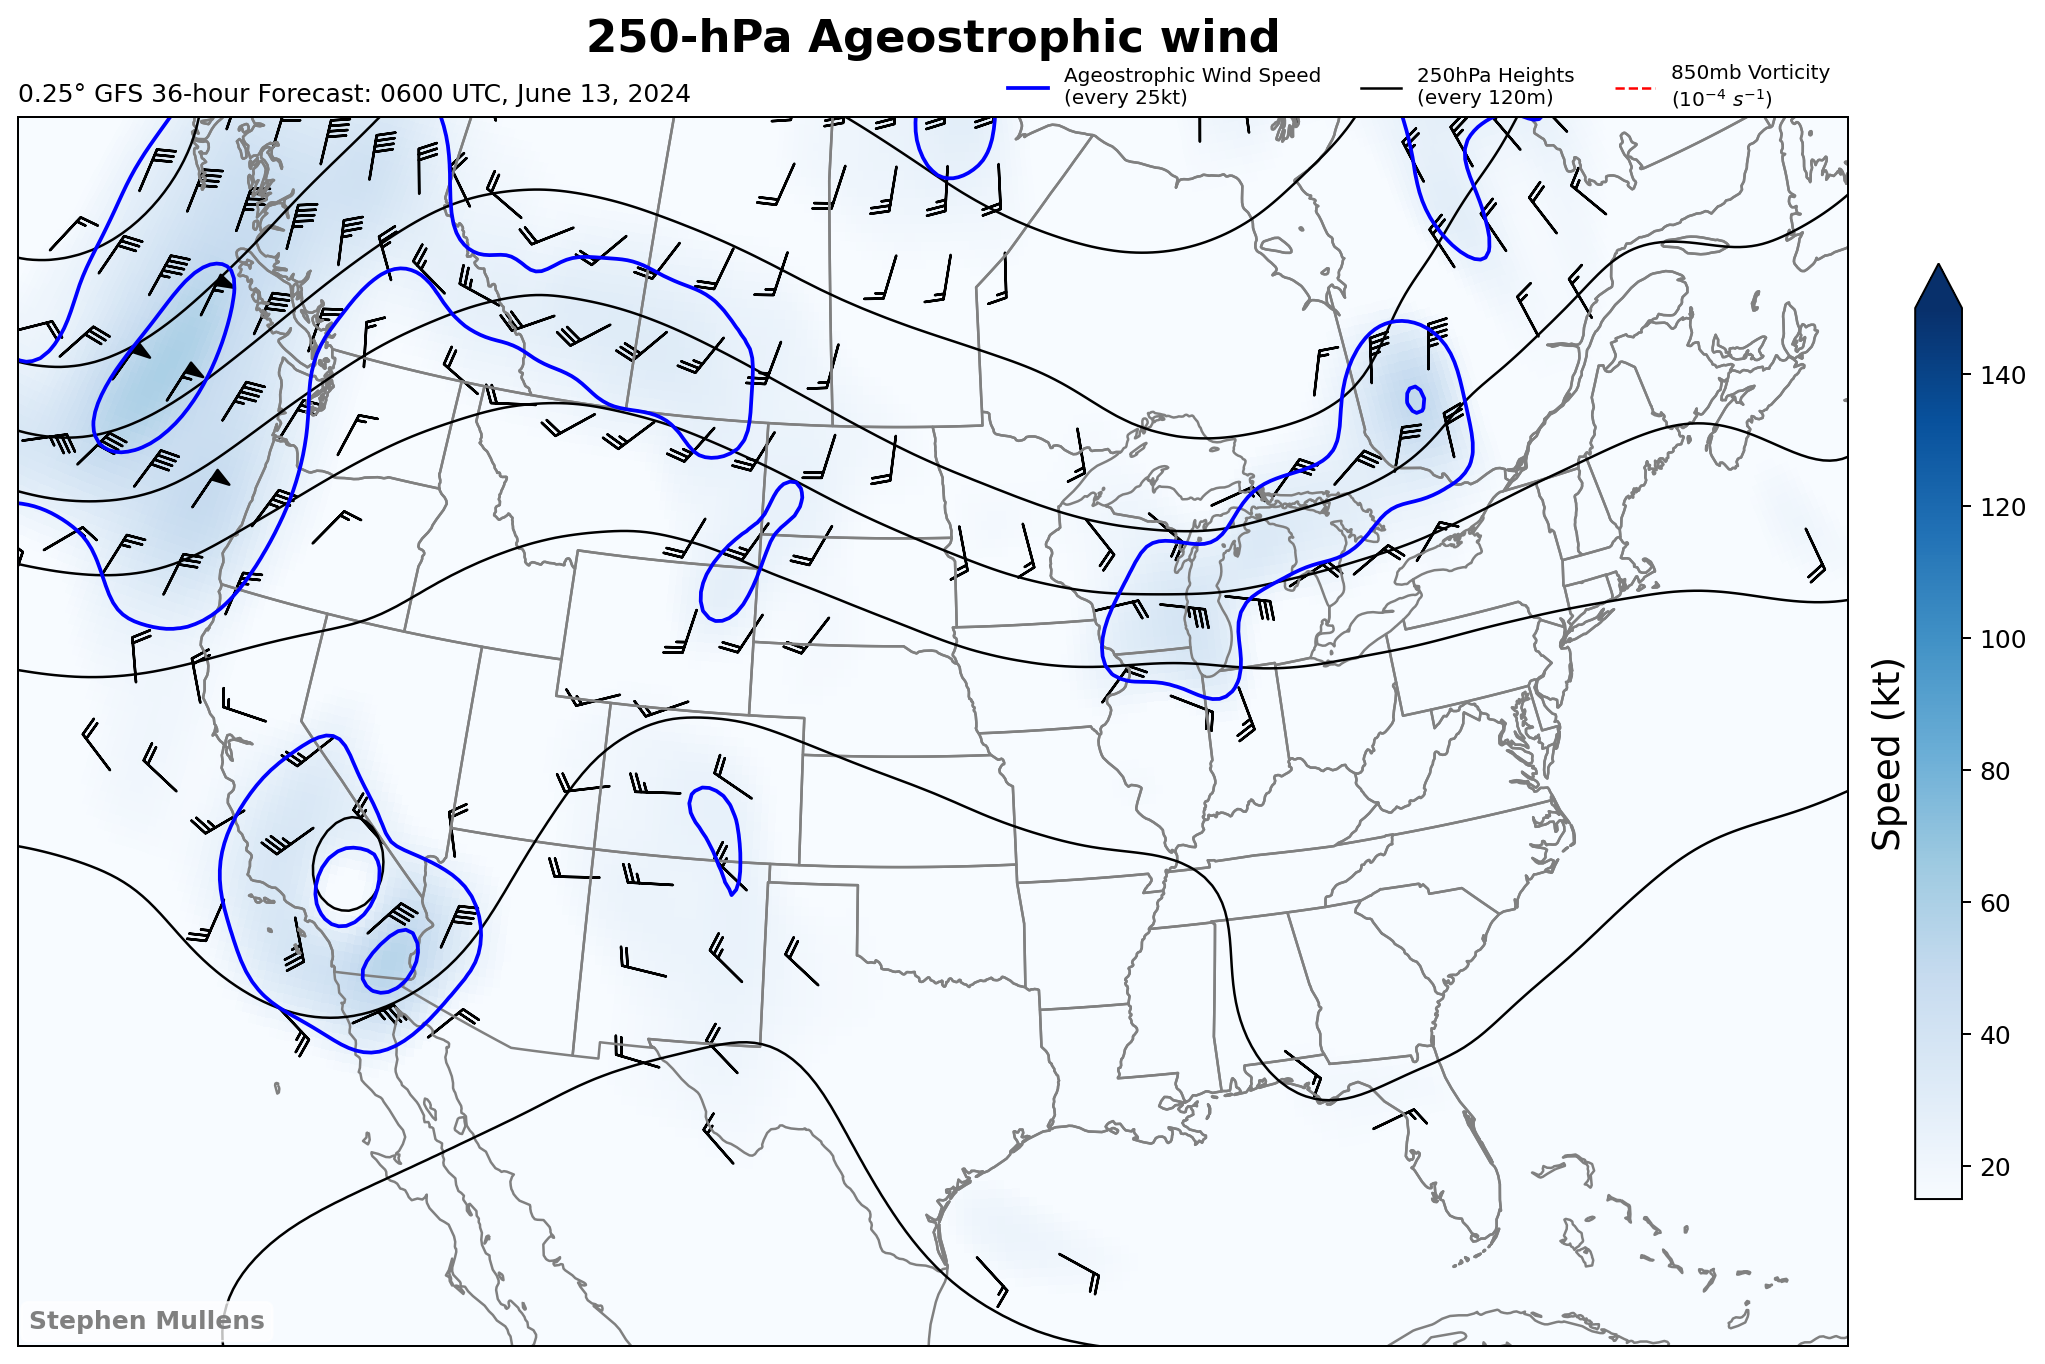 250-hPa Ageostrophic wind
0.25° GFS 36-hour Forecast: 0600 UTC, June 13, 2024
Ageostrophic Wind Speed
(every 25kt)
250hPa Heights
(every 120m)
850mb Vorticity
(10⁻⁴ s⁻¹)
140
120
100
80
60
40
20
Speed (kt)
Stephen Mullens